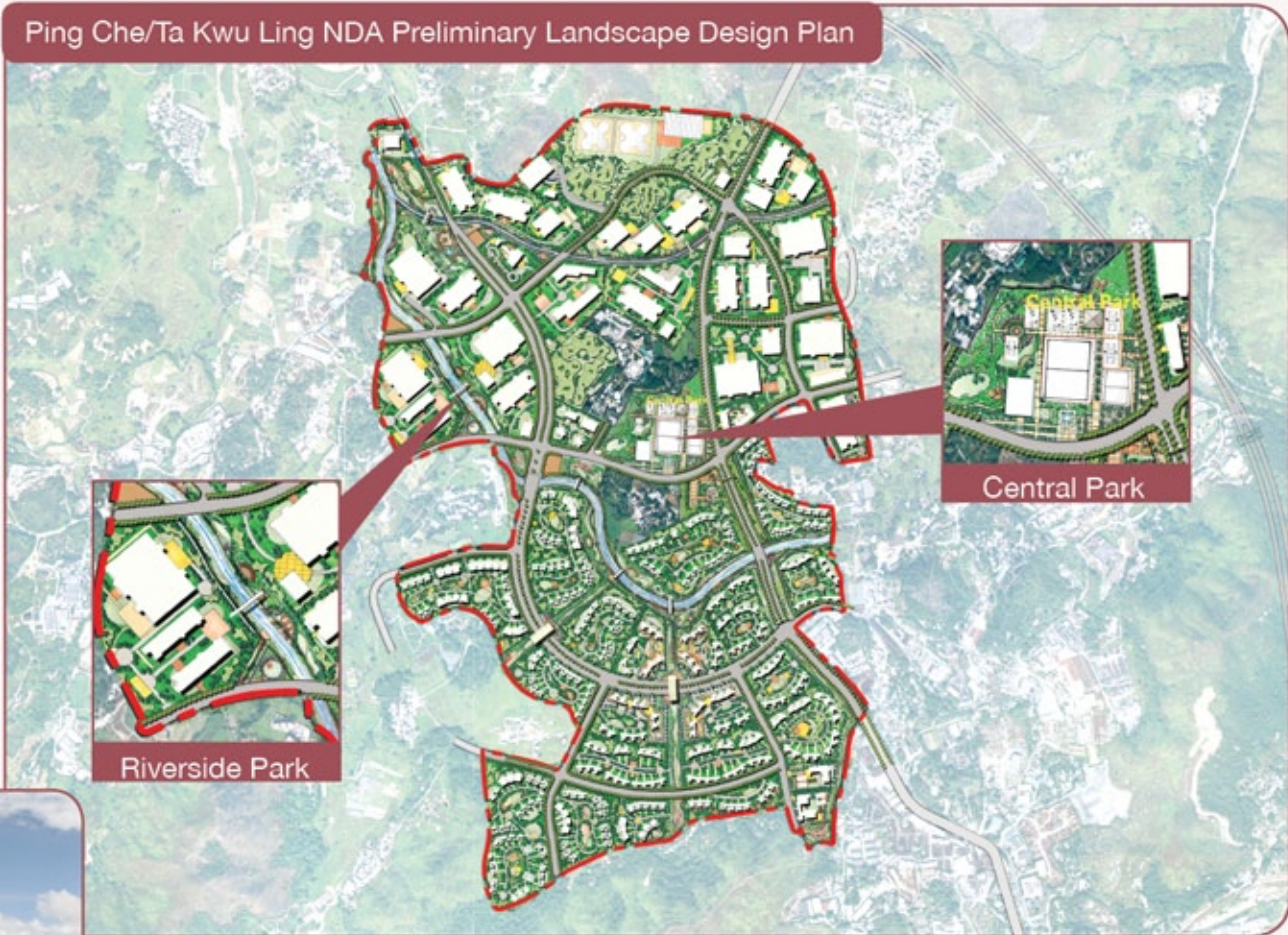 Ping Che/Ta Kwu Ling NDA Preliminary Landscape Design Plan
Central Park
Central Park
Riverside Park